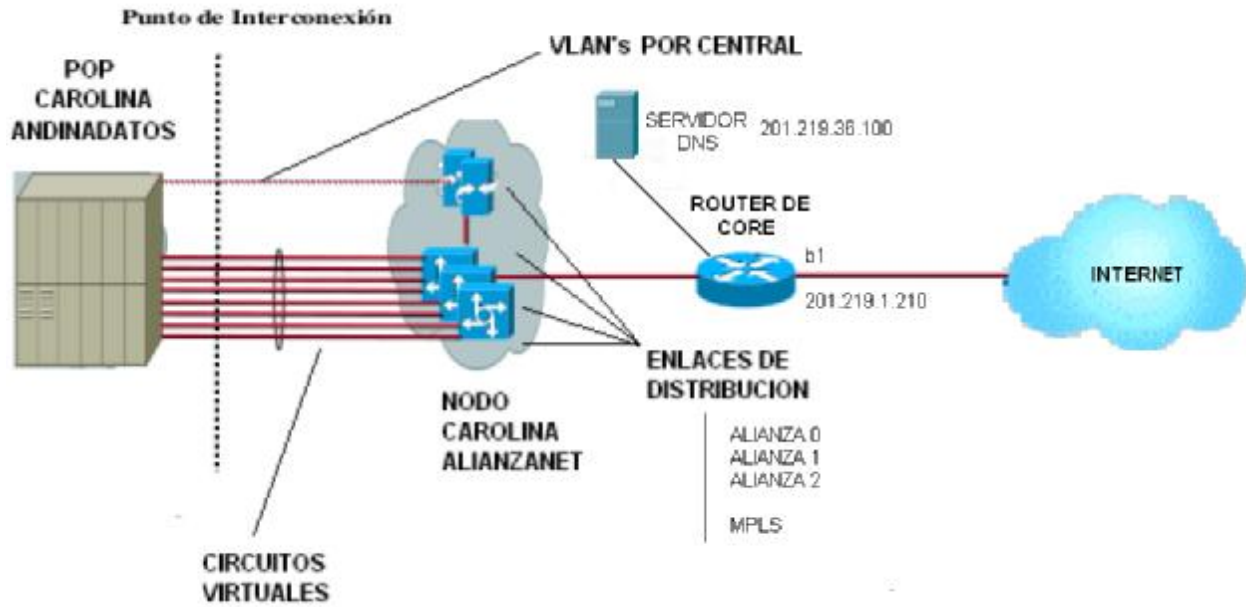 Punto de Interconexión
VLAN's POR CENTRAL
POP
CAROLINA
ANDINADATOS
SERVIDOR
DNS
201.219.36.100
ROUTER DE
CORE
b1
201.219.1.210
INTERNET
ENLACES DE
DISTRIBUCION
ALIANZA 0
ALIANZA 1
ALIANZA 2
MPLS
NODO
CAROLINA
ALIANZANET
CIRCUITOS
VIRTUALES